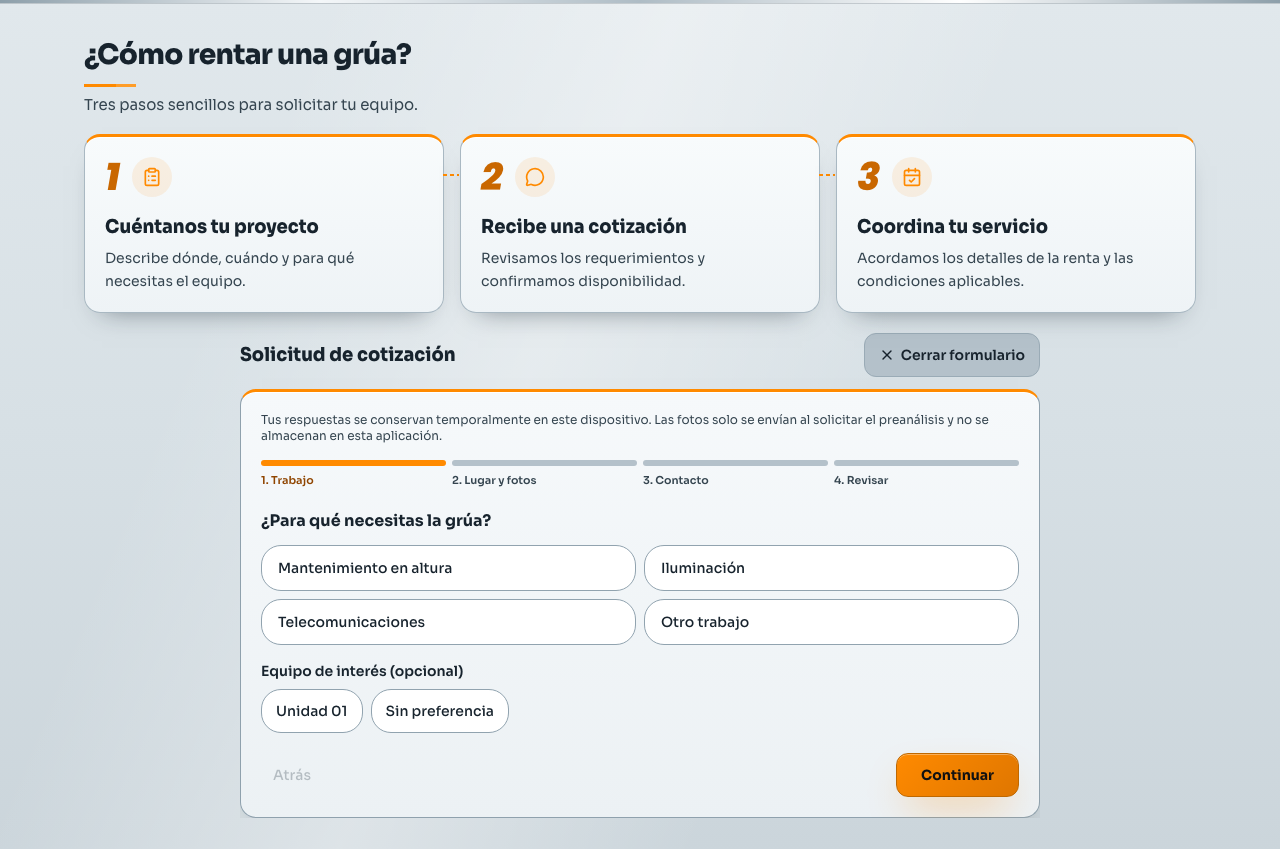 ¿Cómo rentar una grúa?
Tres pasos sencillos para solicitar tu equipo.
1
Cuéntanos tu proyecto
Describe dónde, cuándo y para qué
necesitas el equipo.
2
Recibe una cotización
Revisamos los requerimientos y
confirmamos disponibilidad.
3
Coordina tu servicio
Acordamos los detalles de la renta y las
condiciones aplicables.
Solicitud de cotización
Cerrar formulario
Tus respuestas se conservan temporalmente en este dispositivo. Las fotos solo se envían al solicitar el preanálisis y no se
almacenan en esta aplicación.
1. Trabajo
2. Lugar y fotos
3. Contacto
4. Revisar
¿Para qué necesitas la grúa?
Mantenimiento en altura
Iluminación
Telecomunicaciones
Otro trabajo
Equipo de interés (opcional)
Unidad 01
Sin preferencia
Atrás
Continuar